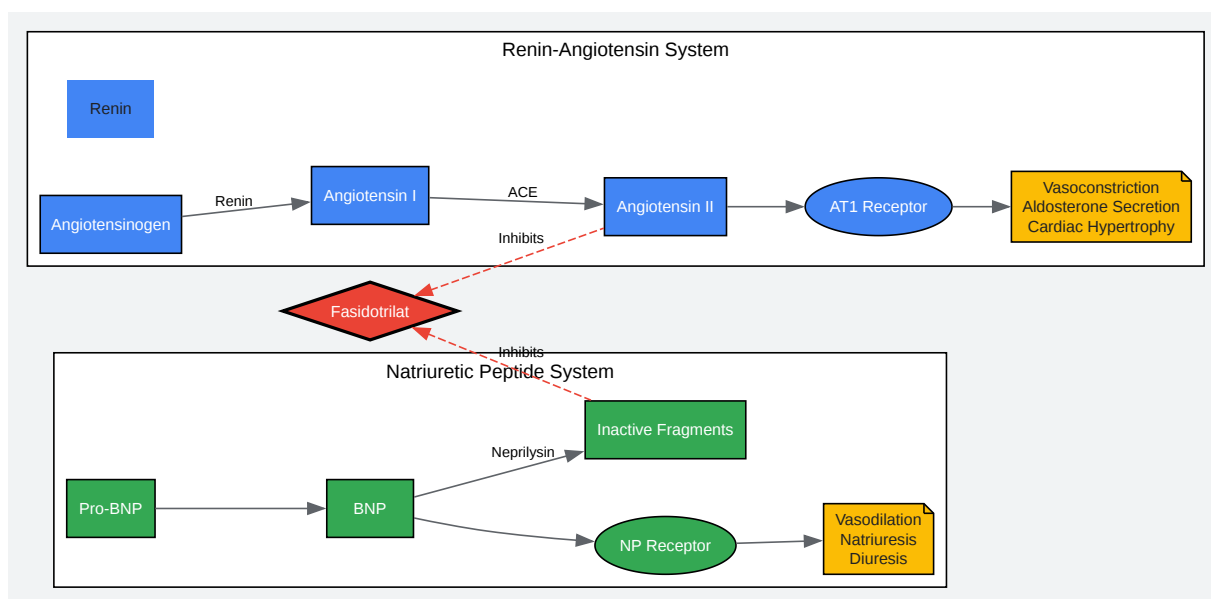 Renin-Angiotensin System
Renin
Angiotensinogen
Renin
Angiotensin I
ACE
Angiotensin II
AT1 Receptor
Vasoconstriction
Aldosterone Secretion
Cardiac Hypertrophy
Inhibits
Fasidotrilat
Inhibits
Natriuretic Peptide System
Inactive Fragments
Neprilysin
Pro-BNP
BNP
NP Receptor
Vasodilation
Natriuresis
Diuresis